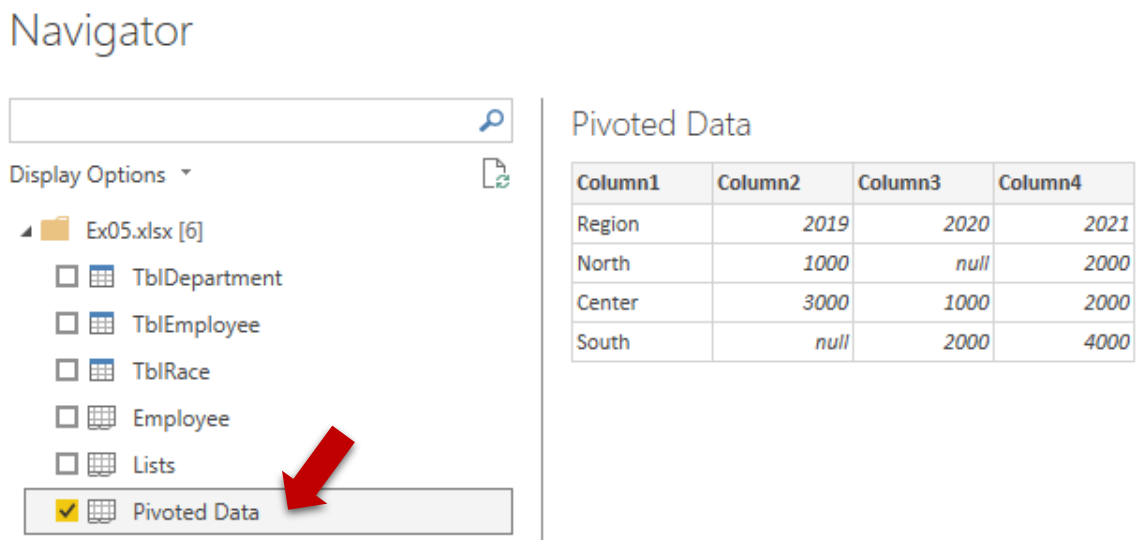 Navigator
Display Options
Ex05.xlsx [6]
TblDepartment
TblEmployee
TblRace
Employee
Lists
Pivoted Data
Pivoted Data
Column1 Column2 Column3 Column4
Region 2019 2020 2021
North 1000 null 2000
Center 3000 1000 2000
South null 2000 4000